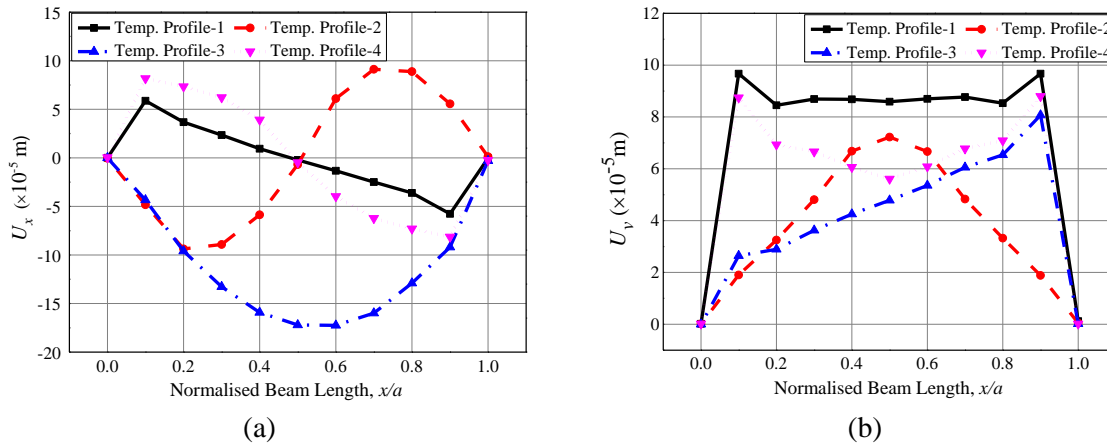 Temp. Profile-1 Temp. Profile-2
Temp. Profile-3 Temp. Profile-4
15
10
5
0
-5
-10
-15
-20
U_x (×10⁻⁵ m)
0.0 0.2 0.4 0.6 0.8 1.0
Normalised Beam Length, x/a
(a)
Temp. Profile-1 Temp. Profile-2
Temp. Profile-3 Temp. Profile-4
12
10
8
6
4
2
0
U_v (×10⁻⁵ m)
0.0 0.2 0.4 0.6 0.8 1.0
Normalised Beam Length, x/a
(b)